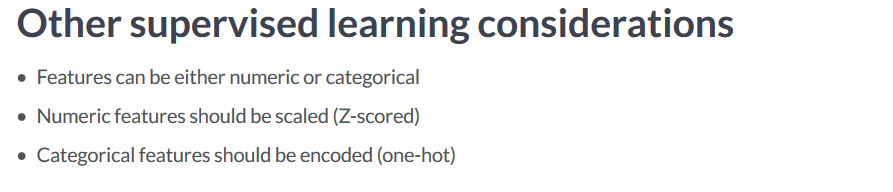 Other supervised learning considerations
• Features can be either numeric or categorical
• Numeric features should be scaled (Z-scored)
• Categorical features should be encoded (one-hot)